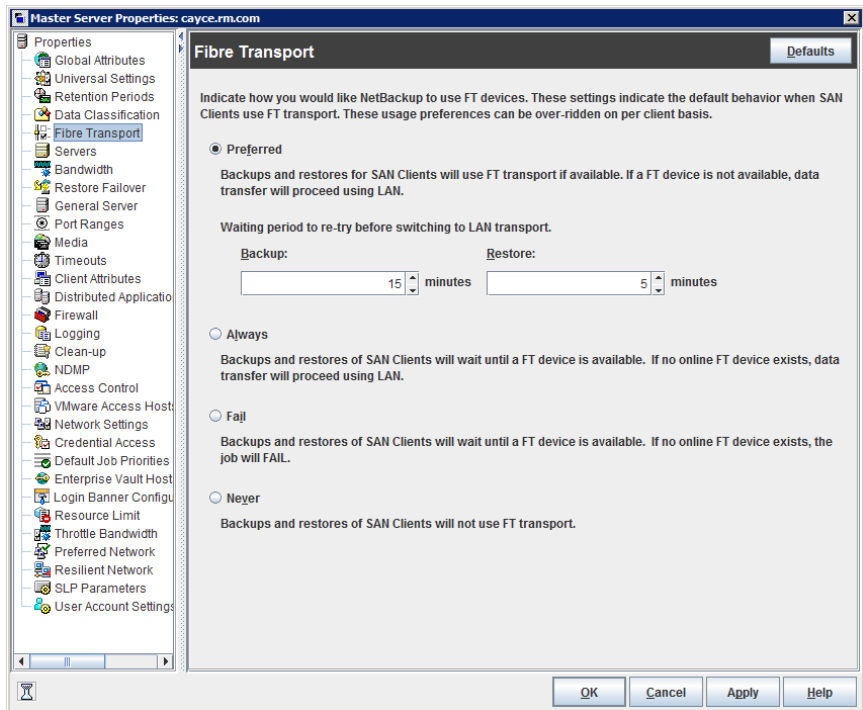 Master Server Properties: cayce.rm.com
Properties
Global Attributes
Universal Settings
Retention Periods
Data Classification
Fibre Transport
Servers
Bandwidth
Restore Failover
General Server
Port Ranges
Media
Timeouts
Client Attributes
Distributed Applicatio
Firewall
Logging
Clean-up
NDMP
Access Control
VMware Access Hosts
Network Settings
Credential Access
Default Job Priorities
Enterprise Vault Host
Login Banner Configu
Resource Limit
Throttle Bandwidth
Preferred Network
Resilient Network
SLP Parameters
User Account Settings
Fibre Transport
Defaults
Indicate how you would like NetBackup to use FT devices. These settings indicate the default behavior when SAN
Clients use FT transport. These usage preferences can be over-ridden on per client basis.
Preferred
Backups and restores for SAN Clients will use FT transport if available. If a FT device is not available, data
transfer will proceed using LAN.
Waiting period to re-try before switching to LAN transport.
Backup: Restore:
15 minutes 5 minutes
Always
Backups and restores of SAN Clients will wait until a FT device is available. If no online FT device exists, data
transfer will proceed using LAN.
Fail
Backups and restores of SAN Clients will wait until a FT device is available. If no online FT device exists, the
job will FAIL.
Never
Backups and restores of SAN Clients will not use FT transport.
OK Cancel Apply Help